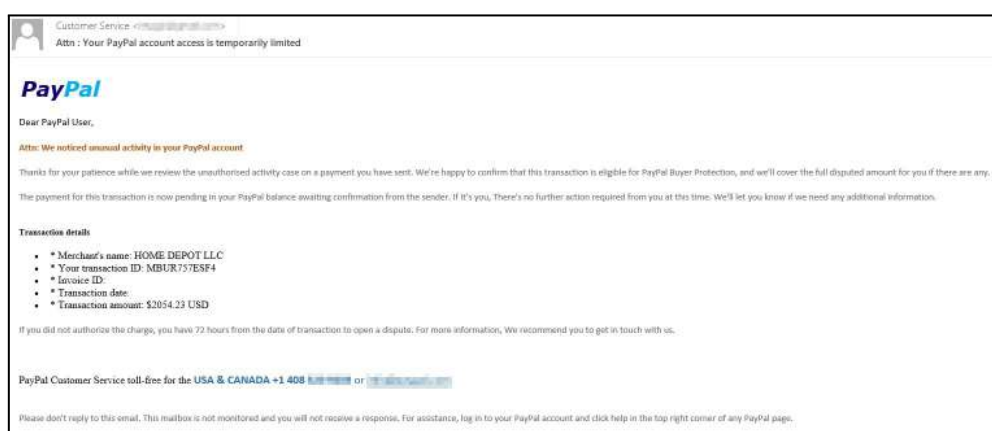 Customer Service
Attn : Your PayPal account access is temporarily limited
PayPal
Dear PayPal User,
Attn: We noticed unusual activity in your PayPal account
Thanks for your patience while we review the unauthorised activity case on a payment you have sent. We're happy to confirm that this transaction is eligible for PayPal Buyer Protection, and we'll cover the full disputed amount for you if there are any.
The payment for this transaction is now pending in your PayPal balance awaiting confirmation from the sender. If it's you, There's no further action required from you at this time. We'll let you know if we need any additional information.
Transaction details
* Merchant's name: HOME DEPOT LLC
* Your transaction ID: MBUR757ESF4
* Invoice ID:
* Transaction date:
* Transaction amount: $2054.23 USD
If you did not authorize the charge, you have 72 hours from the date of transaction to open a dispute. For more information, We recommend you to get in touch with us.
PayPal Customer Service toll-free for the USA & CANADA +1 408 or
Please don't reply to this email. This mailbox is not monitored and you will not receive a response. For assistance, log in to your PayPal account and click help in the top right corner of any PayPal page.